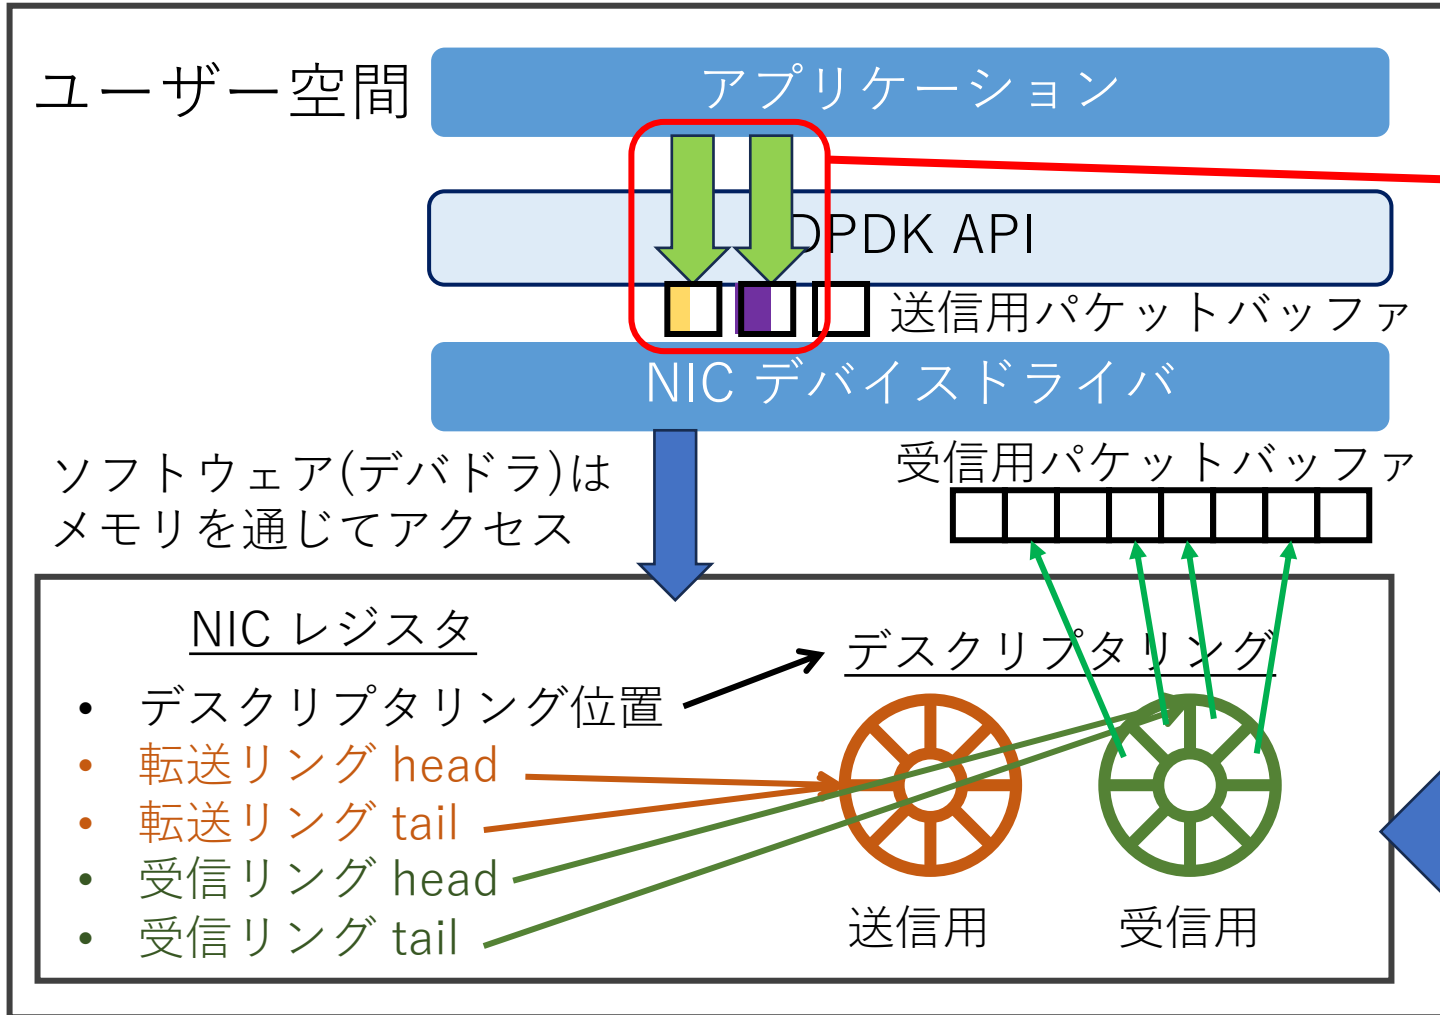 ユーザー空間
アプリケーション
DPDK API
送信用パケットバッファ
NIC デバイスドライバ
ソフトウェア(デバドラ)は
メモリを通じてアクセス
受信用パケットバッファ
NIC レジスタ
• デスクリプタリング位置
• 転送リング head
• 転送リング tail
• 受信リング head
• 受信リング tail
デスクリプタリング
送信用
受信用